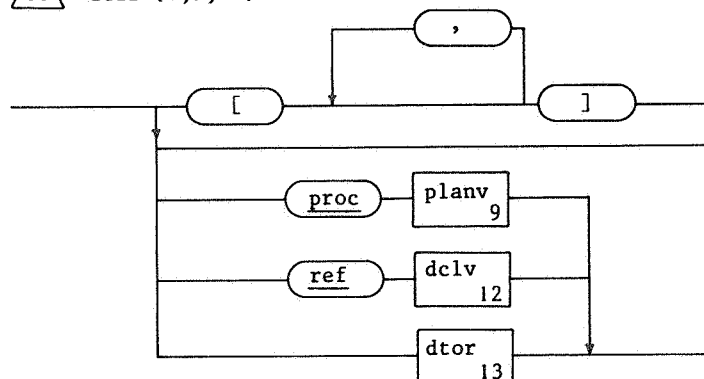 ,
[ ]
proc planv
9
ref dclv
12
dtor
13